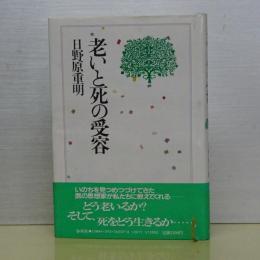 老いと死の受容
日野原重明
いのちを見つめつづけてきた
医の思想家が私たちに教えてくれる——
どう老いるか?
そして、死をどう生きるか……
春秋社